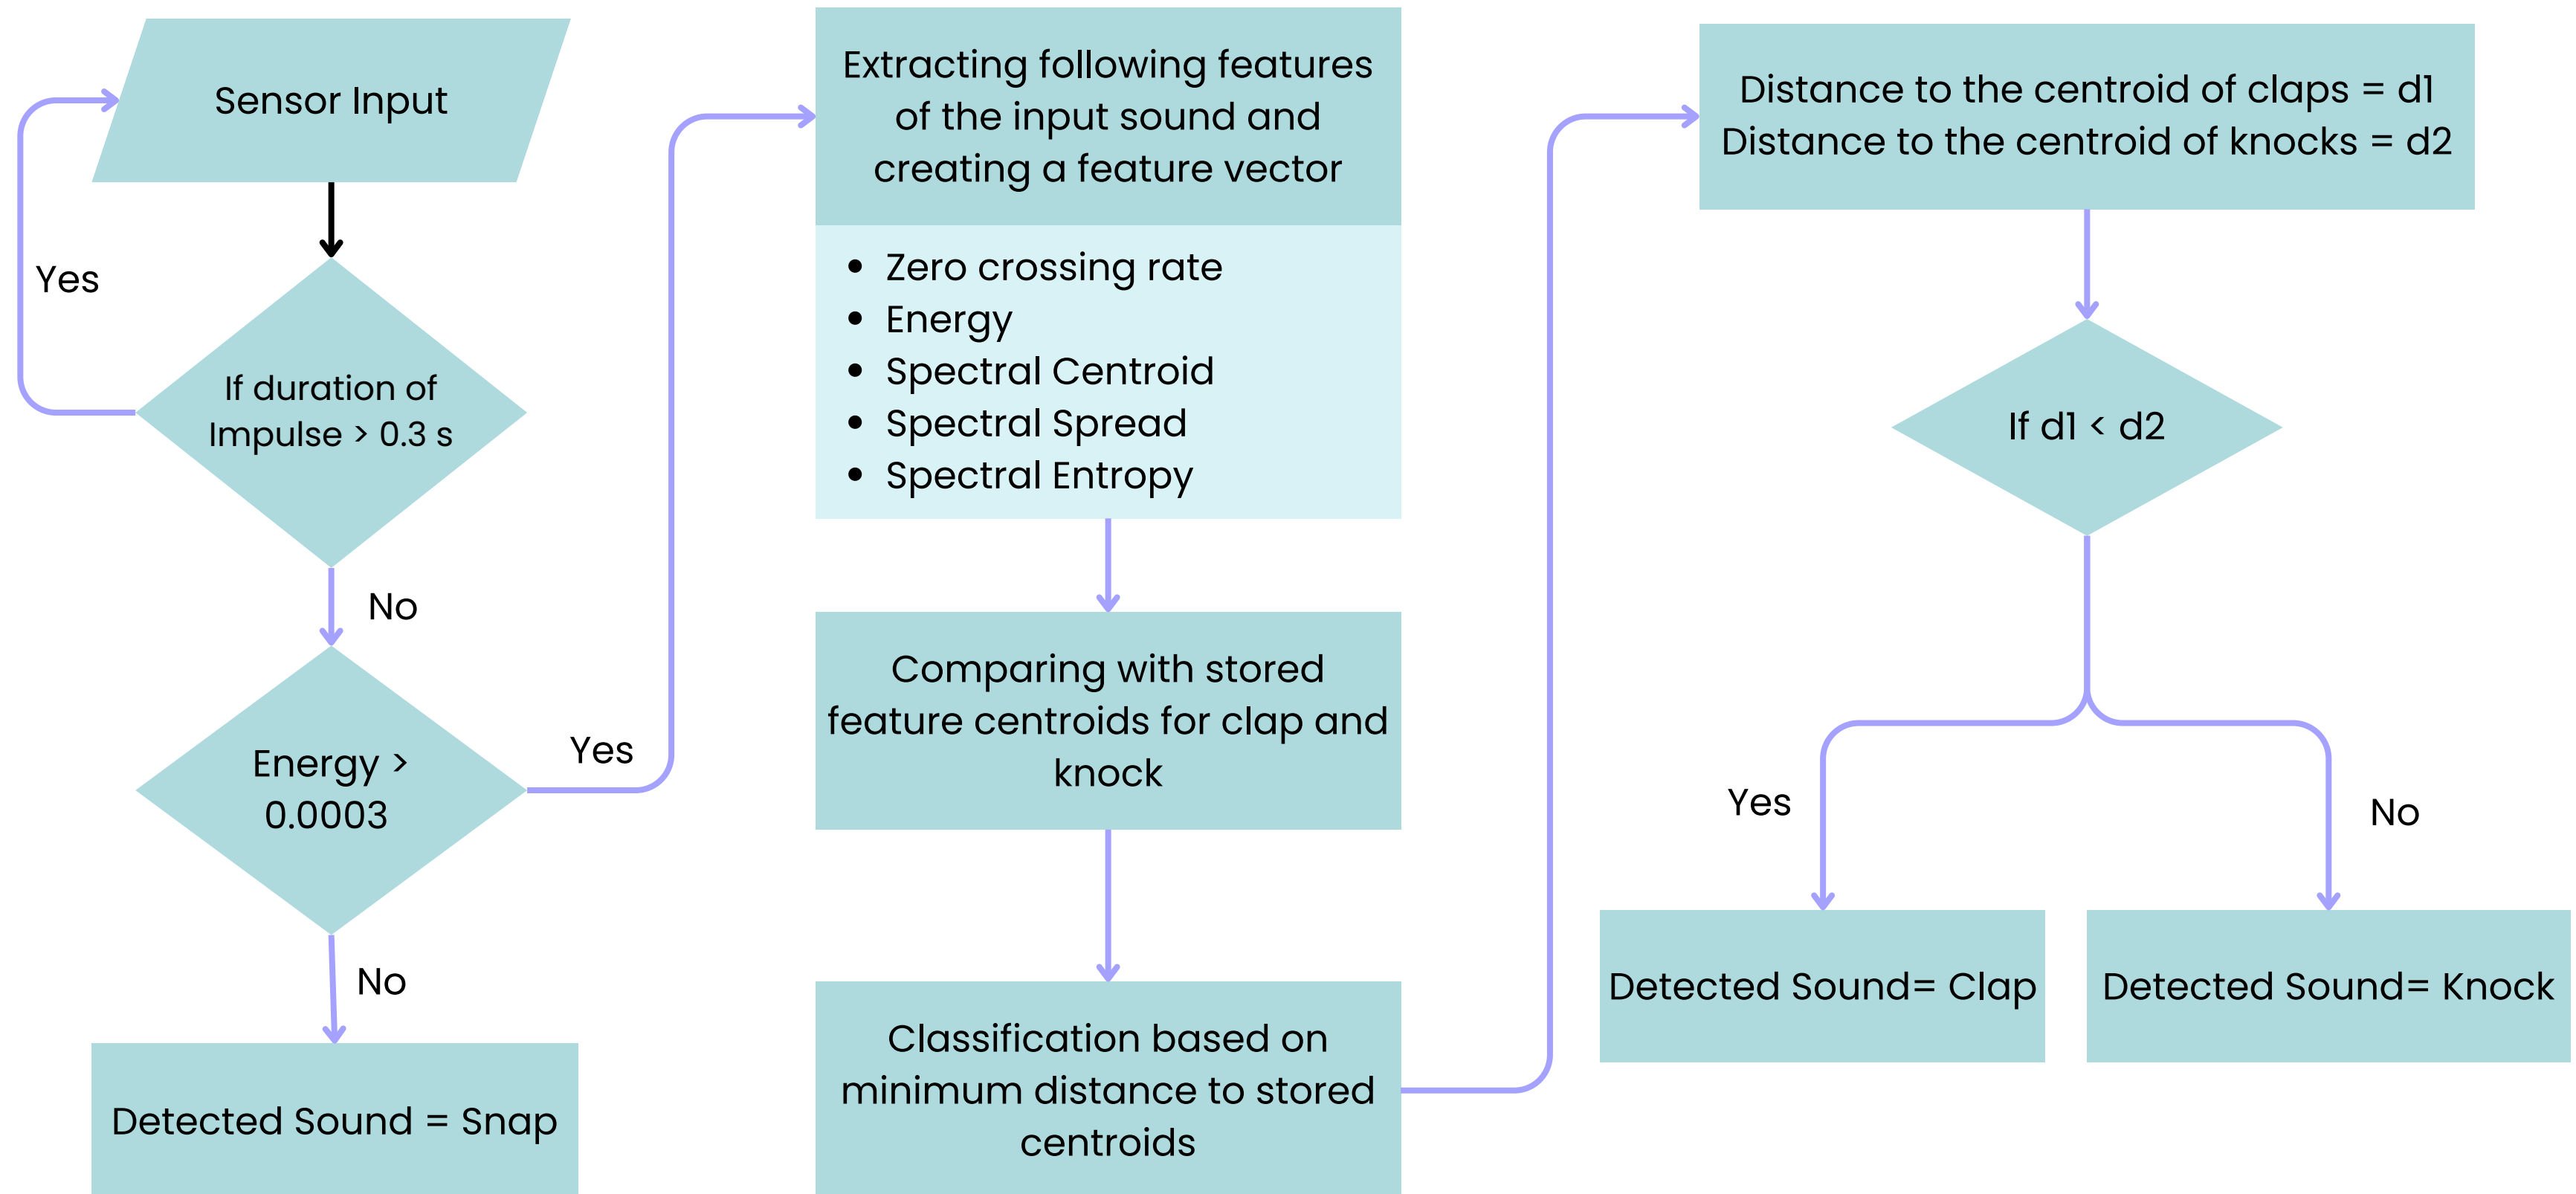 Sensor Input
Yes
If duration of
Impulse > 0.3 s
No
Energy >
0.0003
Yes
No
Detected Sound = Snap
Extracting following features
of the input sound and
creating a feature vector
• Zero crossing rate
• Energy
• Spectral Centroid
• Spectral Spread
• Spectral Entropy
Comparing with stored
feature centroids for clap and
knock
Classification based on
minimum distance to stored
centroids
Distance to the centroid of claps = d1
Distance to the centroid of knocks = d2
If d1 < d2
Yes
No
Detected Sound= Clap
Detected Sound= Knock